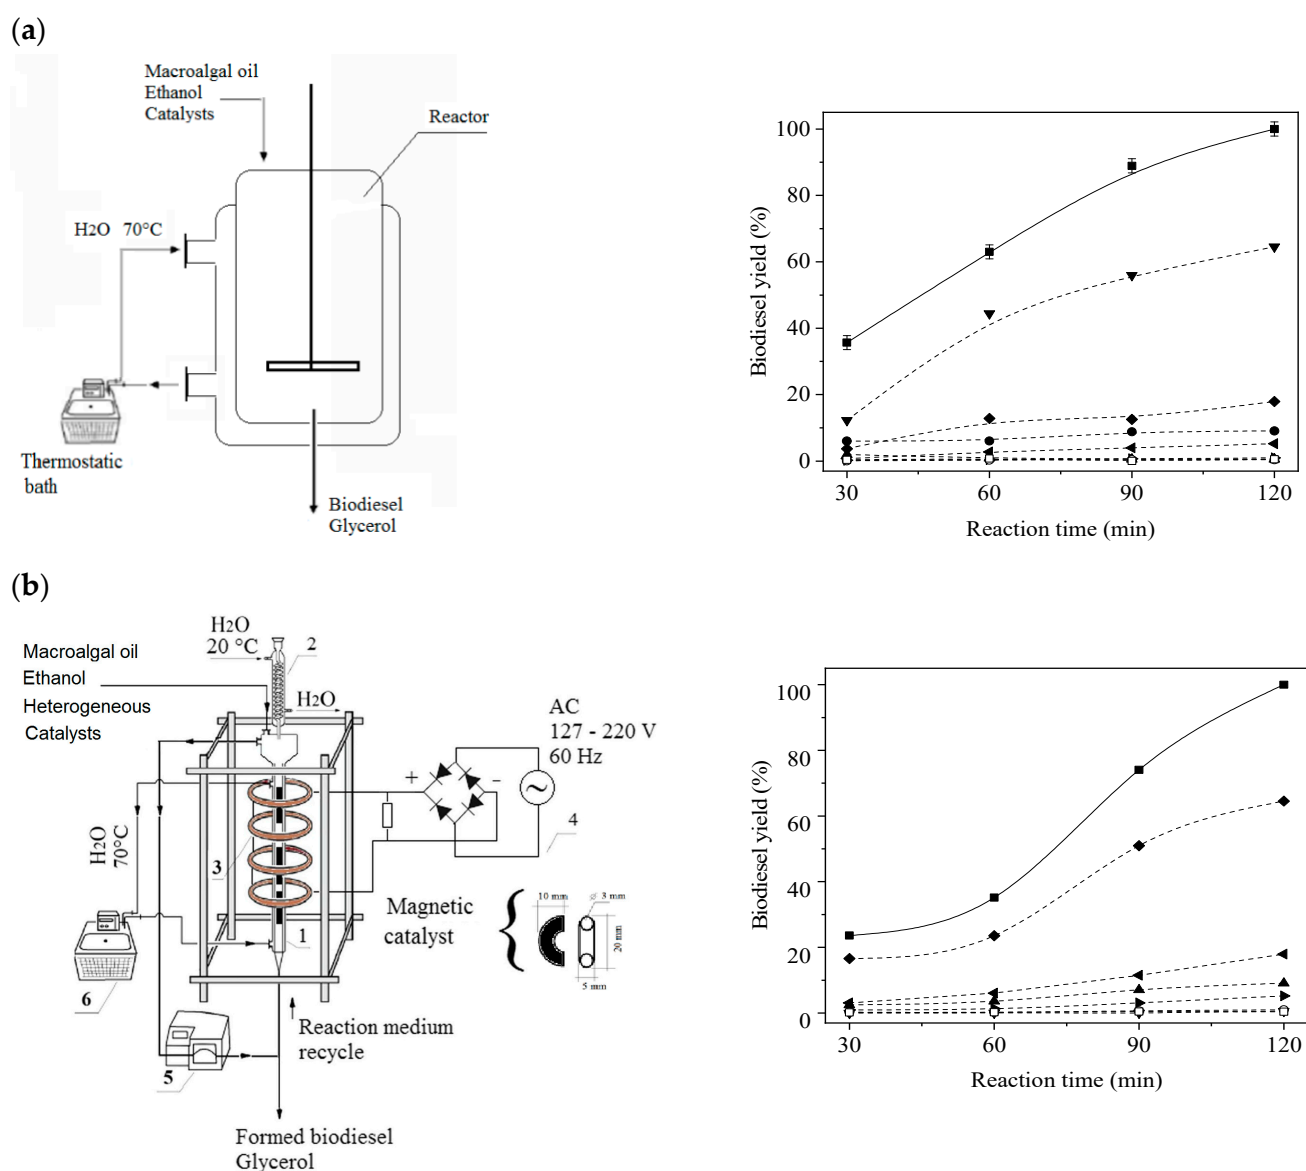 (a)
Macroalgal oil
Ethanol
Catalysts
Reactor
H2O 70°C
Thermostatic
bath
Biodiesel
Glycerol
Biodiesel yield (%)
100
80
60
40
20
0
30 60 90 120
Reaction time (min)
(b)
Macroalgal oil
Ethanol
Heterogeneous
Catalysts
H2O
20 °C
2
H2O
AC
127 - 220 V
60 Hz
+ −
4
3
H2O
70°C
Magnetic
catalyst
10 mm
ø 3 mm
20 mm
5 mm
1
6
5
Reaction medium
recycle
Formed biodiesel
Glycerol
Biodiesel yield (%)
100
80
60
40
20
0
30 60 90 120
Reaction time (min)